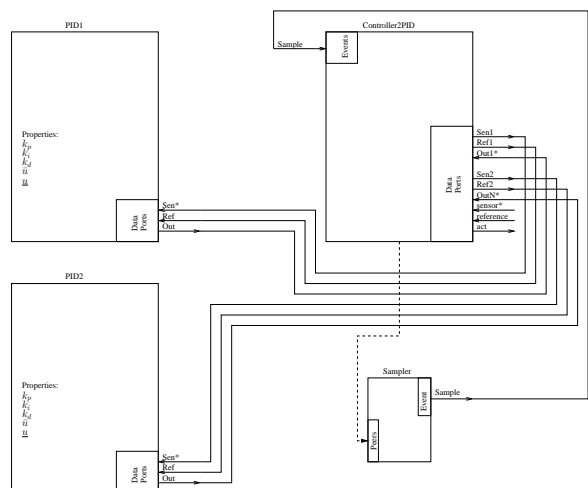 PID1
Controller2PID
Sample
Events
Properties:
k_p
k_i
k_d
ū
u
Data Ports
Sen*
Ref
Out
Data Ports
Sen1
Ref1
Out1*
Sen2
Ref2
OutN*
sensor*
reference
act
PID2
Properties:
k_p
k_i
k_d
ū
u
Data Ports
Sen*
Ref
Out
Sampler
Event
Sample
Peers